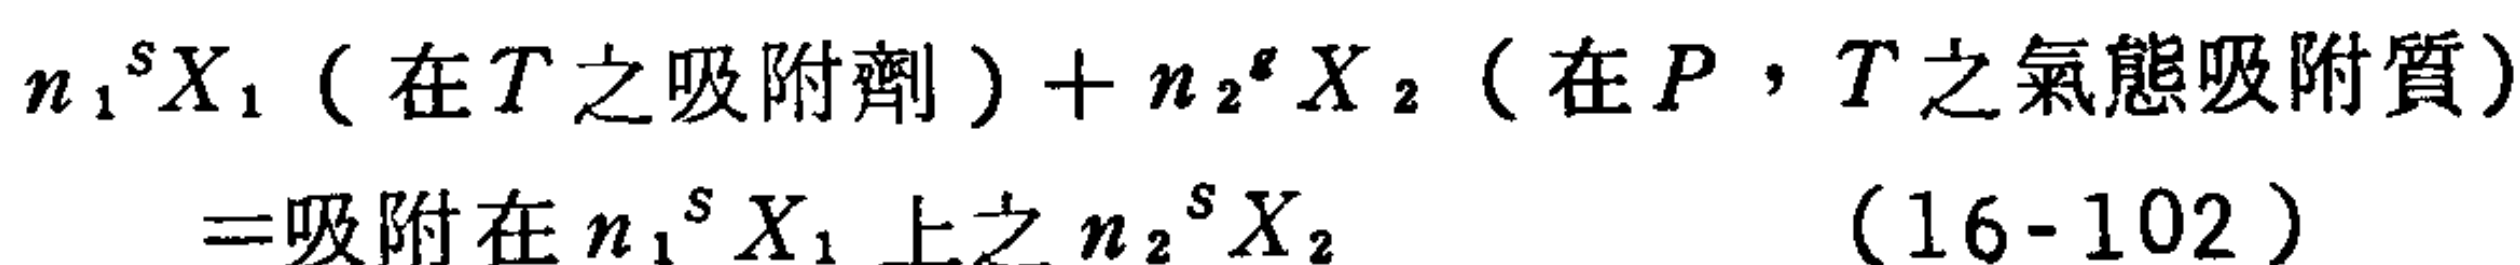 n₁ˢX₁（在T之吸附劑）＋n₂ᵍX₂（在P，T之氣態吸附質）
＝吸附在n₁ˢX₁上之n₂ˢX₂ （16-102）